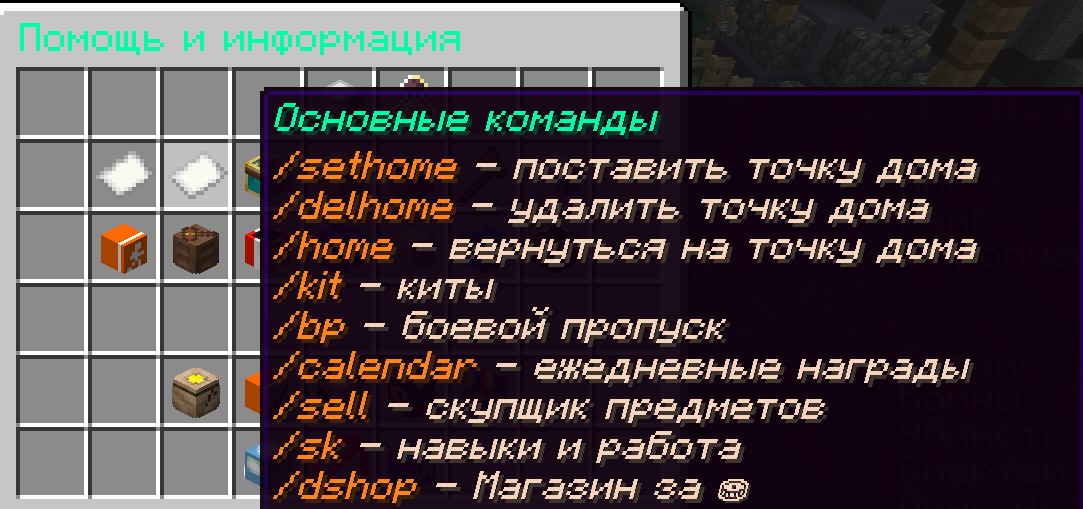 Помощь и информация
Основные команды
/sethome – поставить точку дома
/delhome – удалить точку дома
/home – вернуться на точку дома
/kit – киты
/bp – боевой пропуск
/calendar – ежедневные награды
/sell – скупщик предметов
/sk – навыки и работа
/dshop – Магазин за